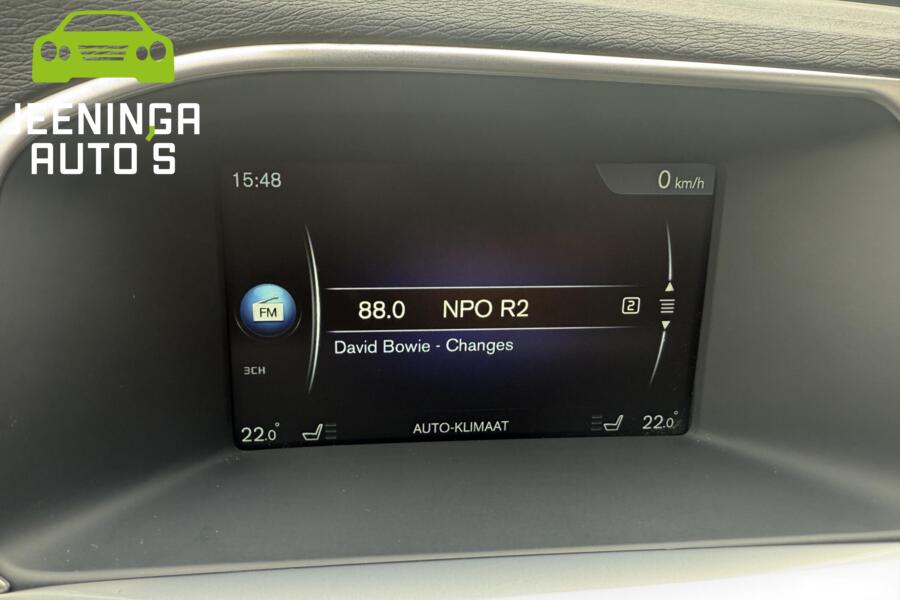 JEENINGA
AUTO'S
15:48
0 km/h
FM
88.0 NPO R2 2
David Bowie - Changes
3CH
22.0° AUTO-KLIMAAT 22.0°